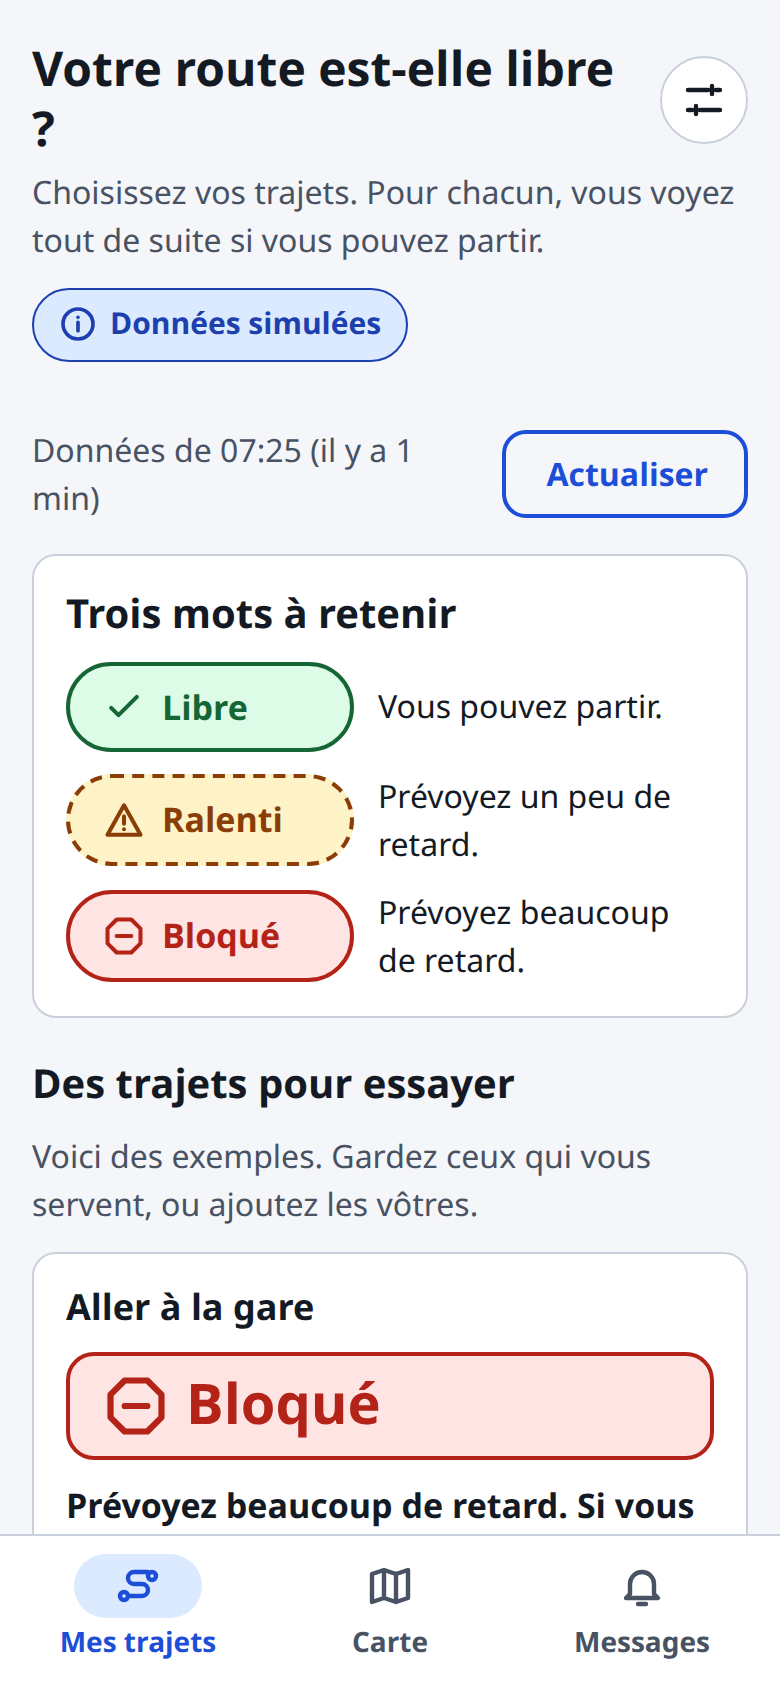 Votre route est-elle libre
?
Choisissez vos trajets. Pour chacun, vous voyez
tout de suite si vous pouvez partir.
Données simulées
Données de 07:25 (il y a 1
min)
Actualiser
Trois mots à retenir
Libre
Vous pouvez partir.
Ralenti
Prévoyez un peu de
retard.
Bloqué
Prévoyez beaucoup
de retard.
Des trajets pour essayer
Voici des exemples. Gardez ceux qui vous
servent, ou ajoutez les vôtres.
Aller à la gare
Bloqué
Prévoyez beaucoup de retard. Si vous
Mes trajets
Carte
Messages